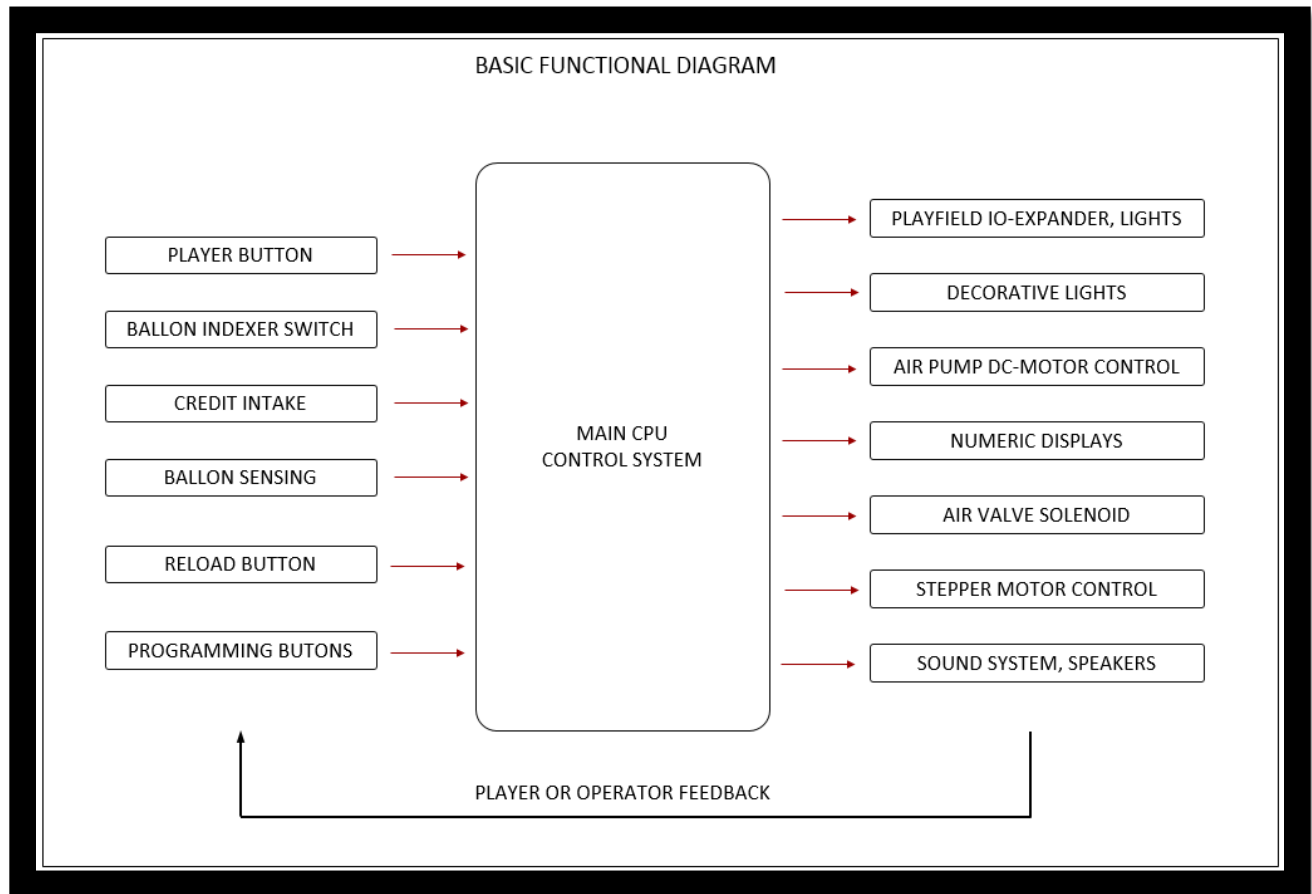 BASIC FUNCTIONAL DIAGRAM
PLAYER BUTTON
BALLON INDEXER SWITCH
CREDIT INTAKE
BALLON SENSING
RELOAD BUTTON
PROGRAMMING BUTONS
MAIN CPU
CONTROL SYSTEM
PLAYFIELD IO-EXPANDER, LIGHTS
DECORATIVE LIGHTS
AIR PUMP DC-MOTOR CONTROL
NUMERIC DISPLAYS
AIR VALVE SOLENOID
STEPPER MOTOR CONTROL
SOUND SYSTEM, SPEAKERS
PLAYER OR OPERATOR FEEDBACK